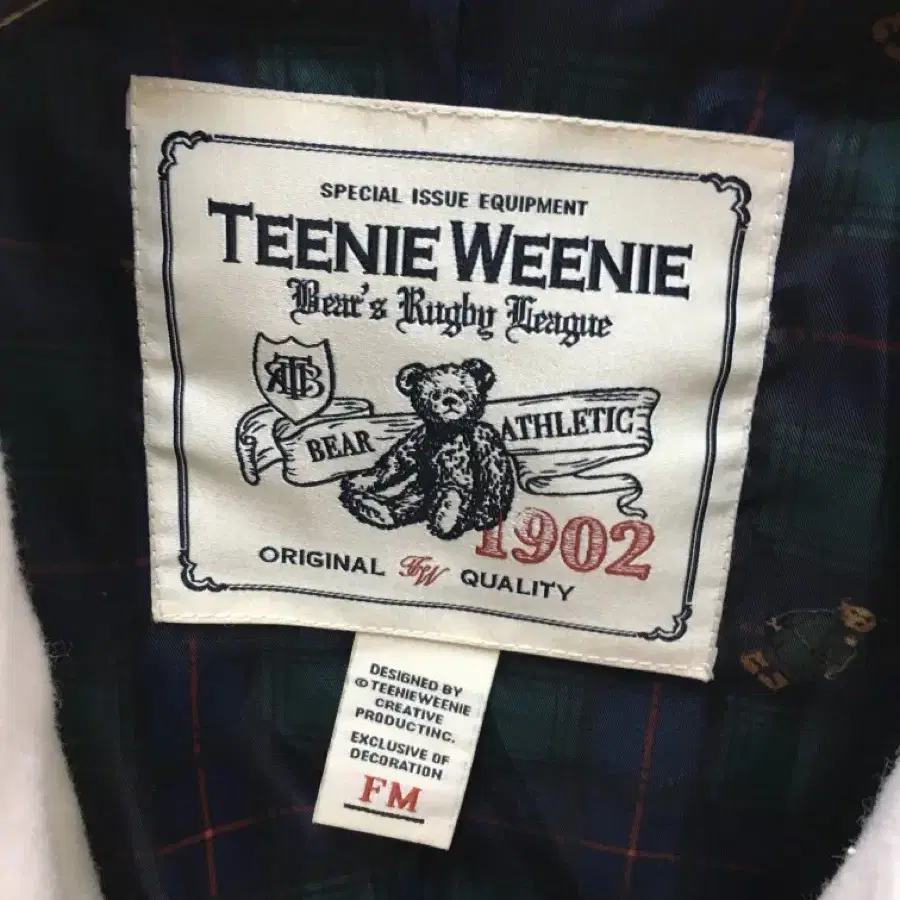 SPECIAL ISSUE EQUIPMENT
TEENIE WEENIE
Bear's Rugby League
BEAR ATHLETIC
1902
ORIGINAL TW QUALITY
DESIGNED BY
© TEENIEWEENIE
CREATIVE
PRODUCTINC.
EXCLUSIVE OF
DECORATION
FM